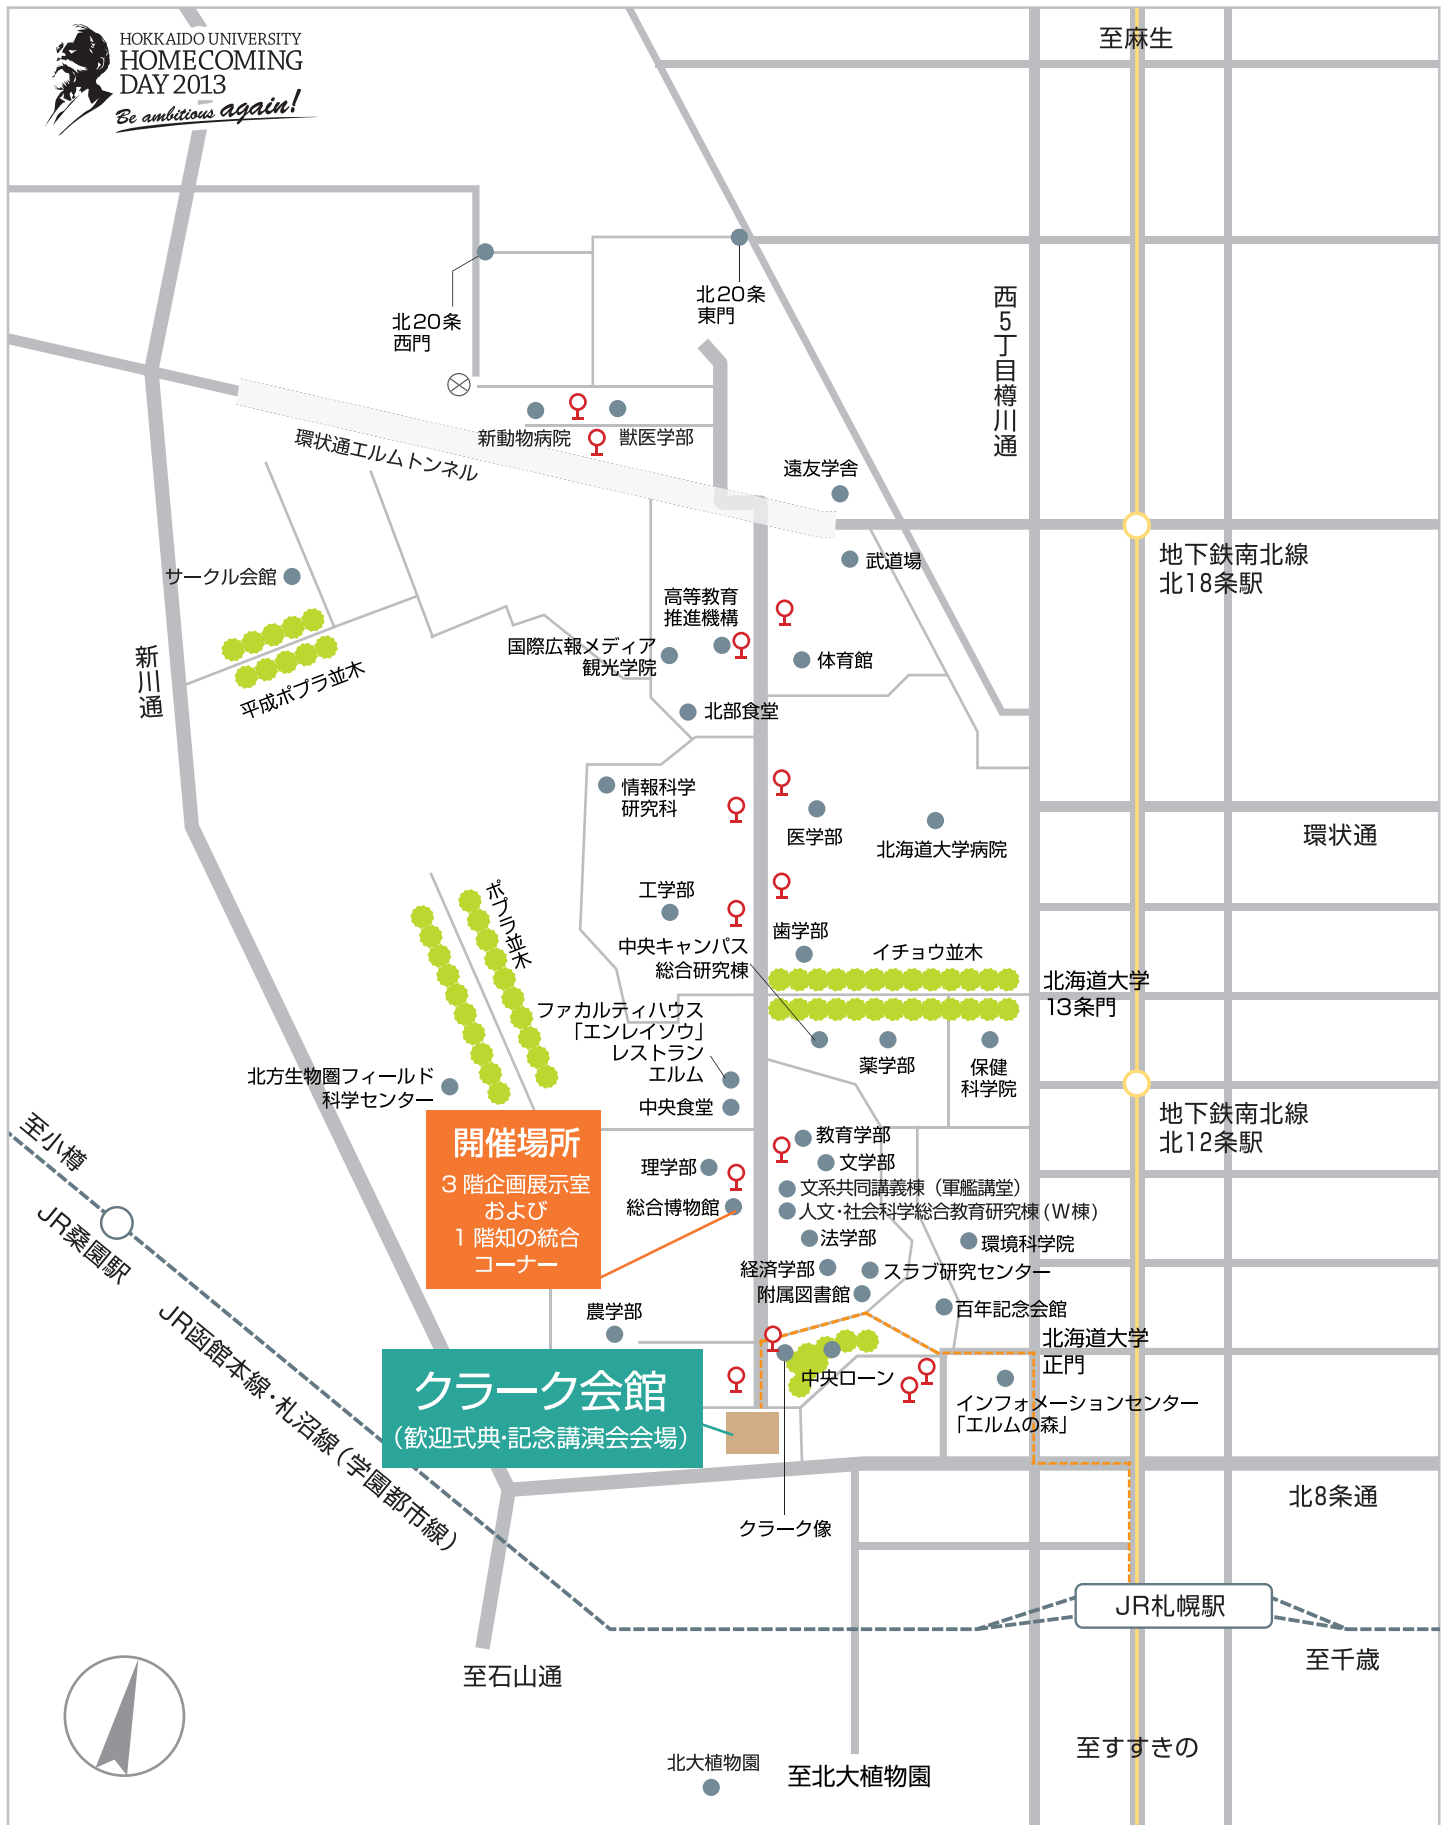 HOKKAIDO UNIVERSITY
HOMECOMING
DAY 2013
Be ambitious again!
至麻生
北20条
西門
北20条
東門
西5丁目樽川通
新動物病院
獣医学部
環状通エルムトンネル
遠友学舎
武道場
地下鉄南北線
北18条駅
サークル会館
高等教育
推進機構
国際広報メディア
観光学院
体育館
新川通
平成ポプラ並木
北部食堂
情報科学
研究科
医学部
北海道大学病院
環状通
工学部
ポプラ並木
歯学部
中央キャンパス
総合研究棟
イチョウ並木
北海道大学
13条門
ファカルティハウス
「エンレイソウ」
レストラン
エルム
薬学部
保健
科学院
北方生物圏フィールド
科学センター
中央食堂
地下鉄南北線
北12条駅
至小樽
JR桑園駅
開催場所
3階企画展示室
および
1階知の統合
コーナー
教育学部
文学部
理学部
文系共同講義棟（軍艦講堂）
総合博物館
人文・社会科学総合教育研究棟(W棟)
法学部
環境科学院
経済学部
スラブ研究センター
附属図書館
百年記念会館
農学部
北海道大学
正門
JR函館本線・札沼線（学園都市線）
クラーク会館
（歓迎式典・記念講演会会場）
中央ローン
インフォメーションセンター
「エルムの森」
北8条通
クラーク像
JR札幌駅
至千歳
至石山通
至すすきの
北大植物園
至北大植物園